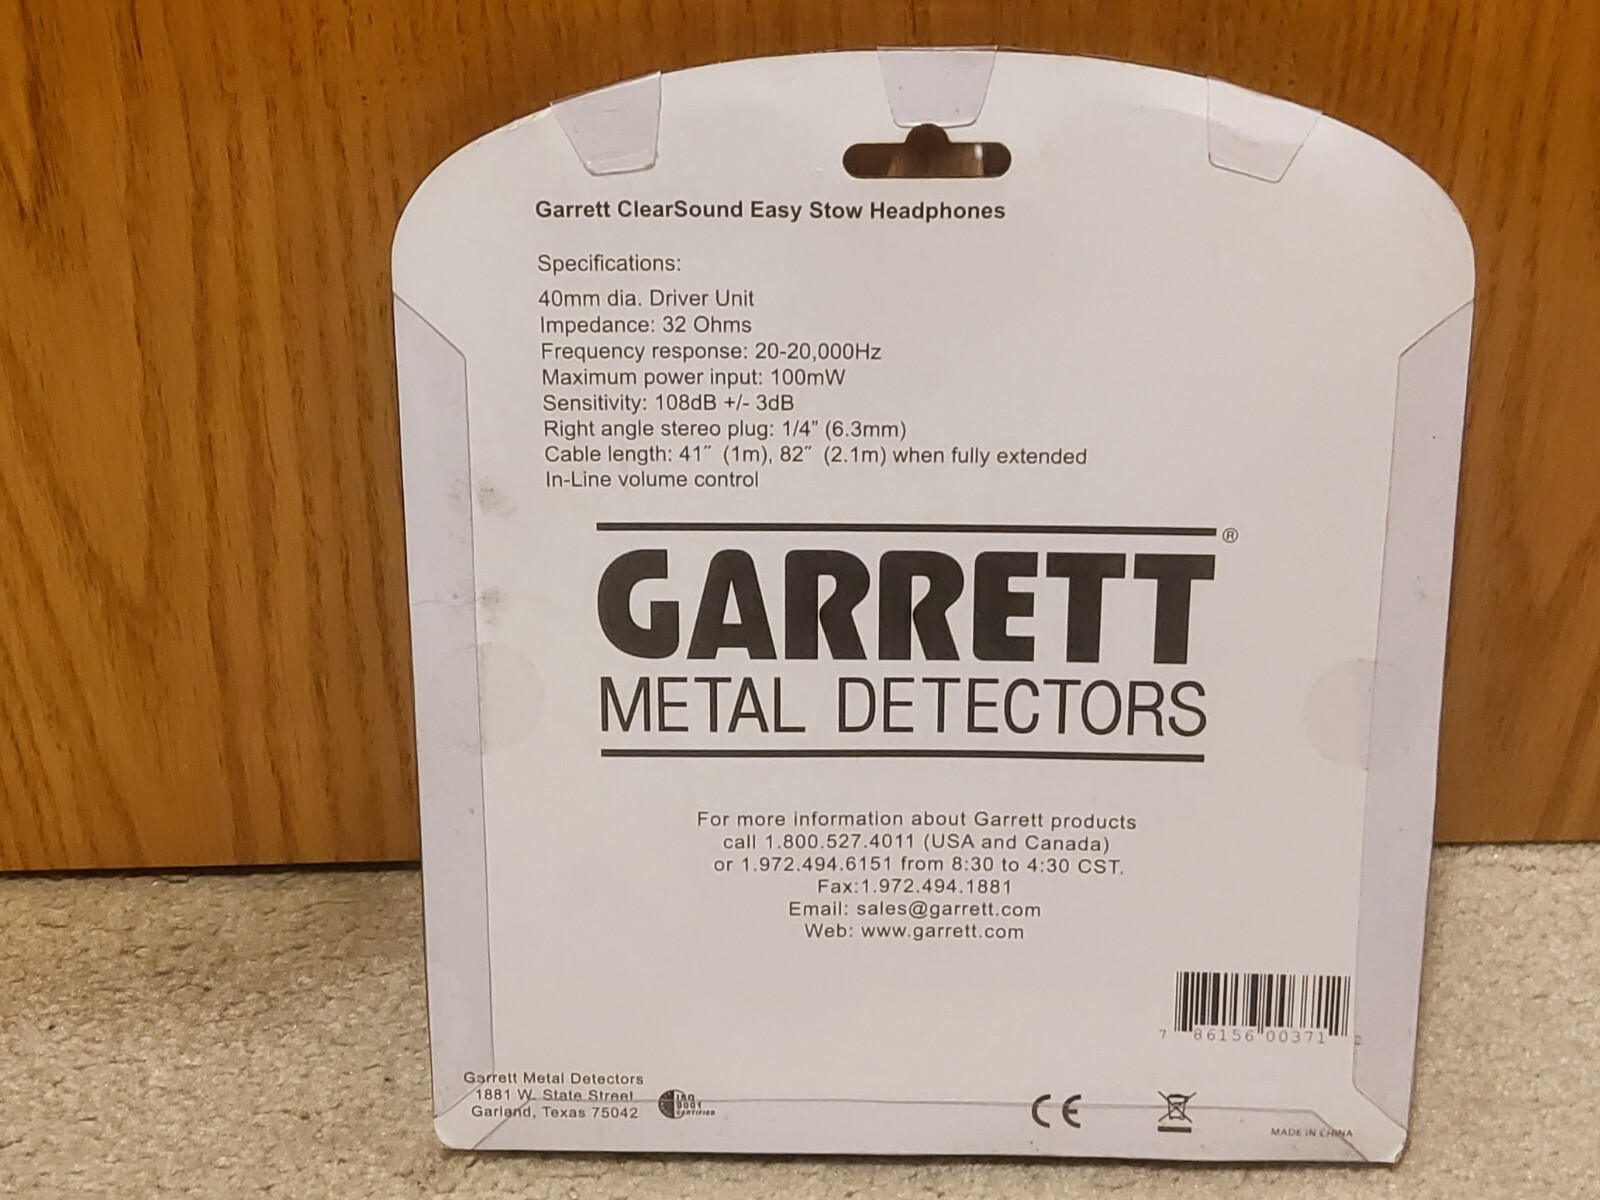 Garrett ClearSound Easy Stow Headphones
Specifications:
40mm dia. Driver Unit
Impedance: 32 Ohms
Frequency response: 20-20,000Hz
Maximum power input: 100mW
Sensitivity: 108dB +/- 3dB
Right angle stereo plug: 1/4" (6.3mm)
Cable length: 41″ (1m), 82″ (2.1m) when fully extended
In-Line volume control
GARRETT®
METAL DETECTORS
For more information about Garrett products
call 1.800.527.4011 (USA and Canada)
or 1.972.494.6151 from 8:30 to 4:30 CST.
Fax:1.972.494.1881
Email: sales@garrett.com
Web: www.garrett.com
7 86156 00371 2
Garrett Metal Detectors
1881 W. State Street
Garland, Texas 75042
ISO
9001
CERTIFIED
CE
MADE IN CHINA